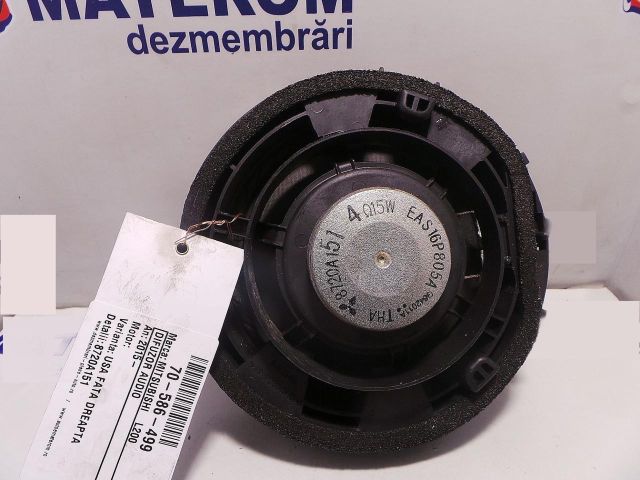 MATEROM
dezmembrări
4 Ω15W EAS16P805A
8720A151
THA
70-586-499
Marca:MITSUBISHI L200
DIFUZOR AUDIO
An: 2015-
Motor:
Varianta:USA FATA DREAPTA
Detalii:8720A151